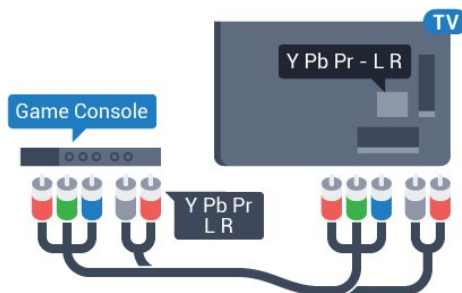 TV
Y Pb Pr - L R
Game Console
Y Pb Pr
L R